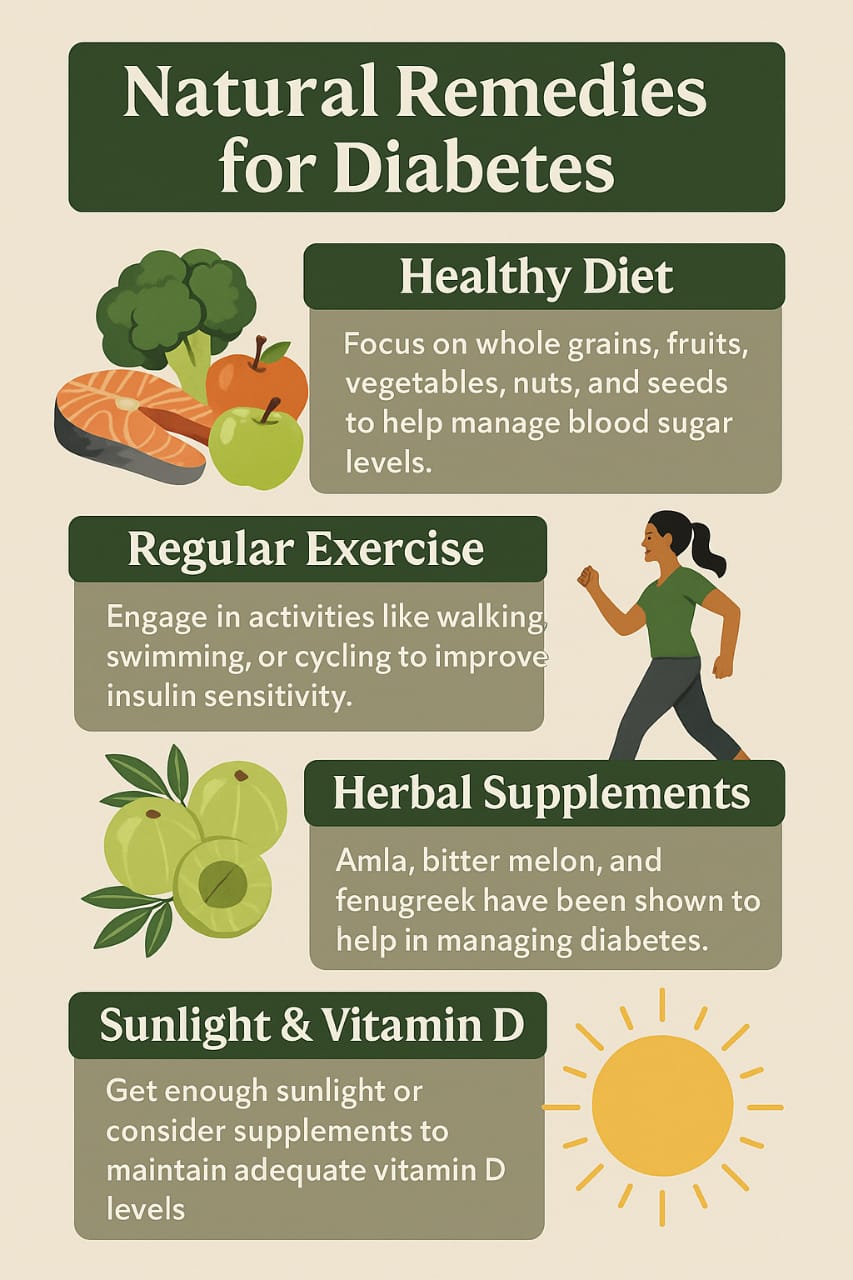 Natural Remedies
for Diabetes
Healthy Diet
Focus on whole grains, fruits,
vegetables, nuts, and seeds
to help manage blood sugar
levels.
Regular Exercise
Engage in activities like walking,
swimming, or cycling to improve
insulin sensitivity.
Herbal Supplements
Amla, bitter melon, and
fenugreek have been shown to
help in managing diabetes.
Sunlight & Vitamin D
Get enough sunlight or
consider supplements to
maintain adequate vitamin D
levels